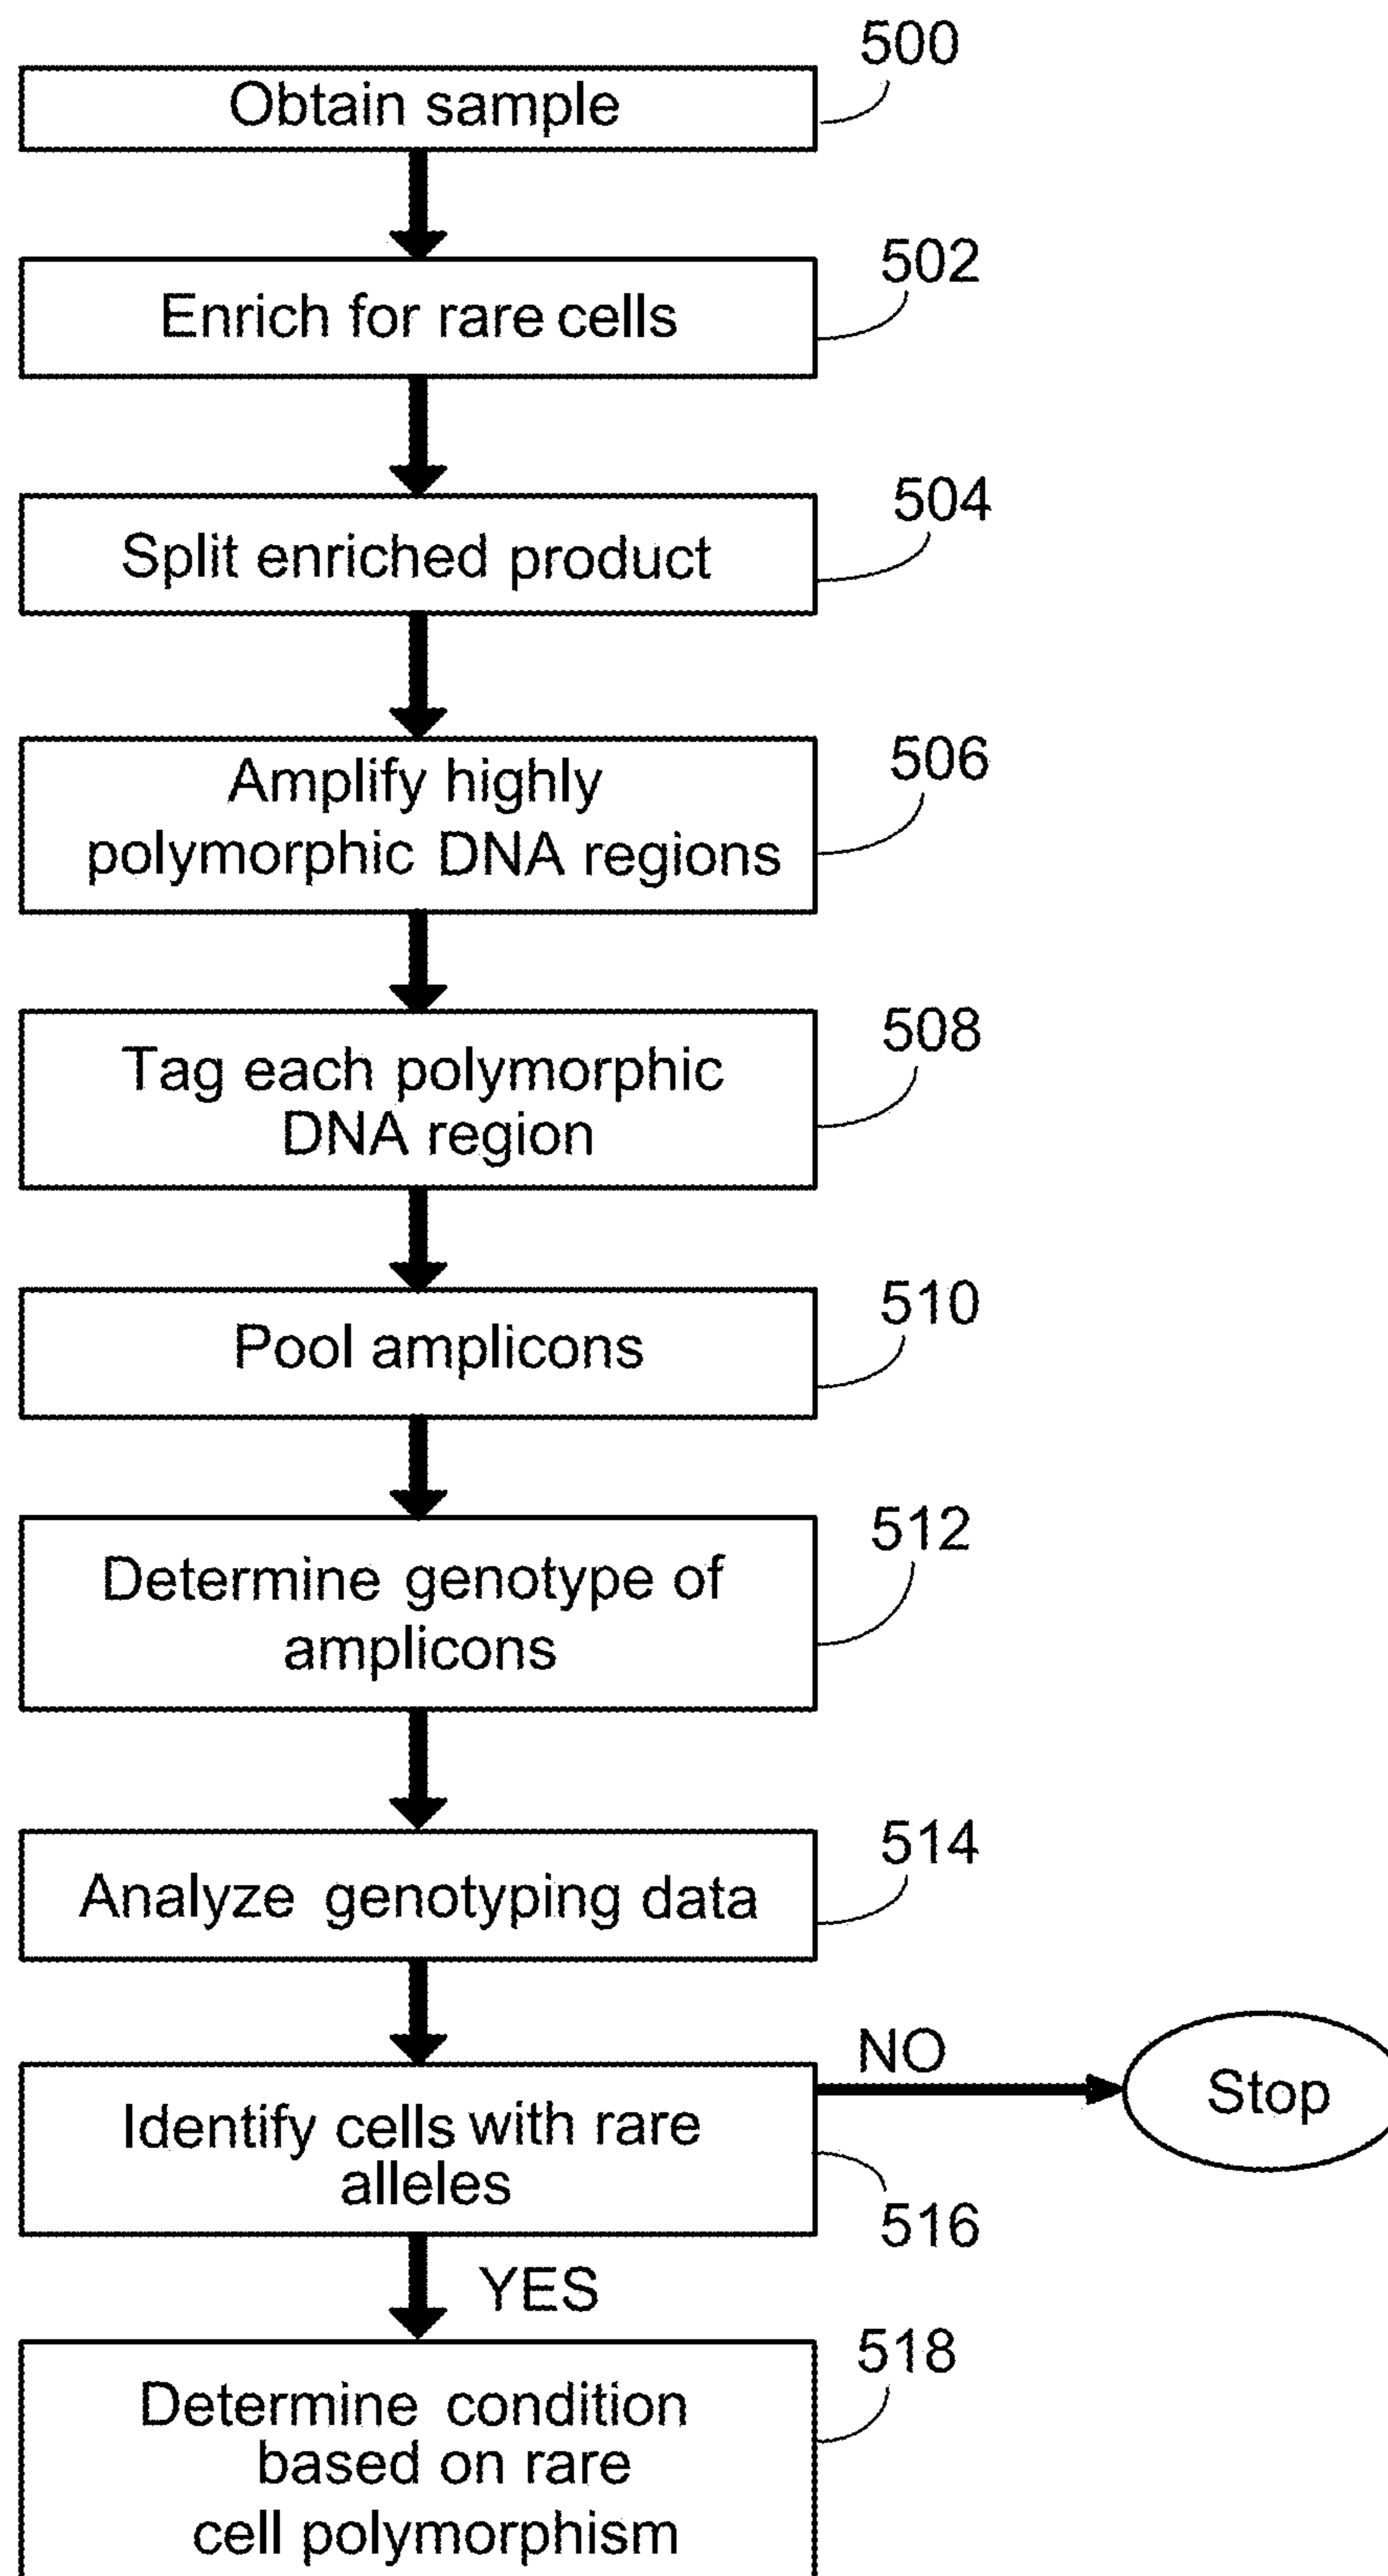 500
Obtain sample
502
Enrich for rare cells
504
Split enriched product
506
Amplify highly
polymorphic DNA regions
508
Tag each polymorphic
DNA region
510
Pool amplicons
512
Determine genotype of
amplicons
514
Analyze genotyping data
NO
Stop
Identify cells with rare
alleles
516
YES
518
Determine condition
based on rare
cell polymorphism